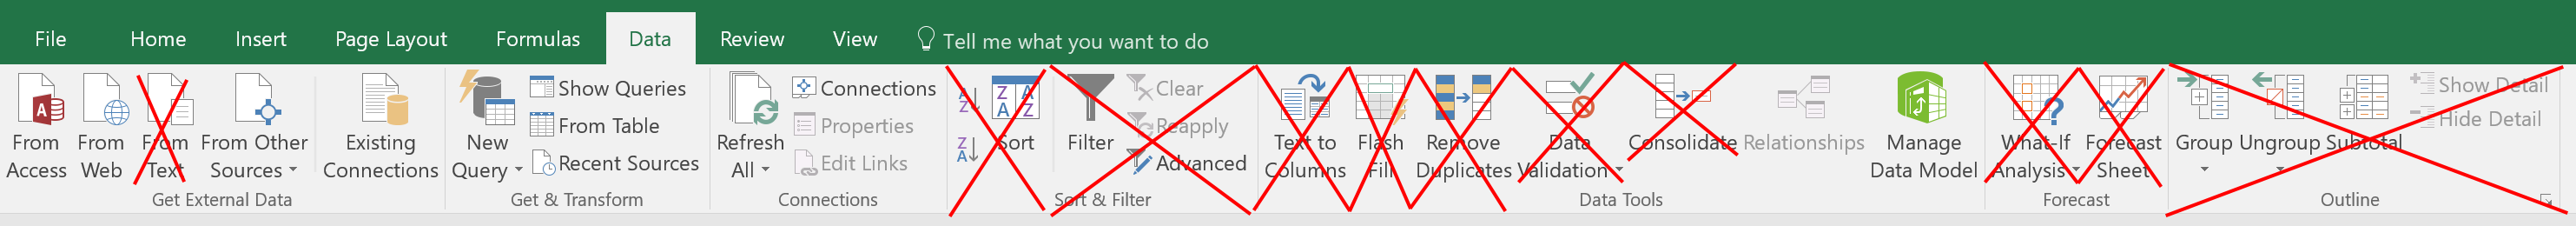 File Home Insert Page Layout Formulas Data Review View Tell me what you want to do
From Access
From Web
From Text
From Other Sources
Existing Connections
Get External Data
New Query
Show Queries
From Table
Recent Sources
Get & Transform
Refresh All
Connections
Properties
Edit Links
Connections
A Z
Z A
Z A A Z
Sort
Filter
Clear
Reapply
Advanced
Sort & Filter
Text to Columns
Flash Fill
Remove Duplicates
Data Validation
Consolidate
Relationships
Manage Data Model
Data Tools
What-If Analysis
Forecast Sheet
Forecast
Group
Ungroup
Subtotal
Show Detail
Hide Detail
Outline